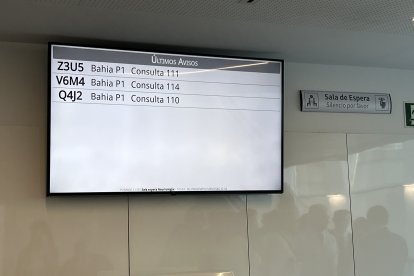 Últimos Avisos
Z3U5 Bahia P1 Consulta 111
V6M4 Bahia P1 Consulta 114
Q4J2 Bahia P1 Consulta 110
Sala de Espera
Silencio por favor